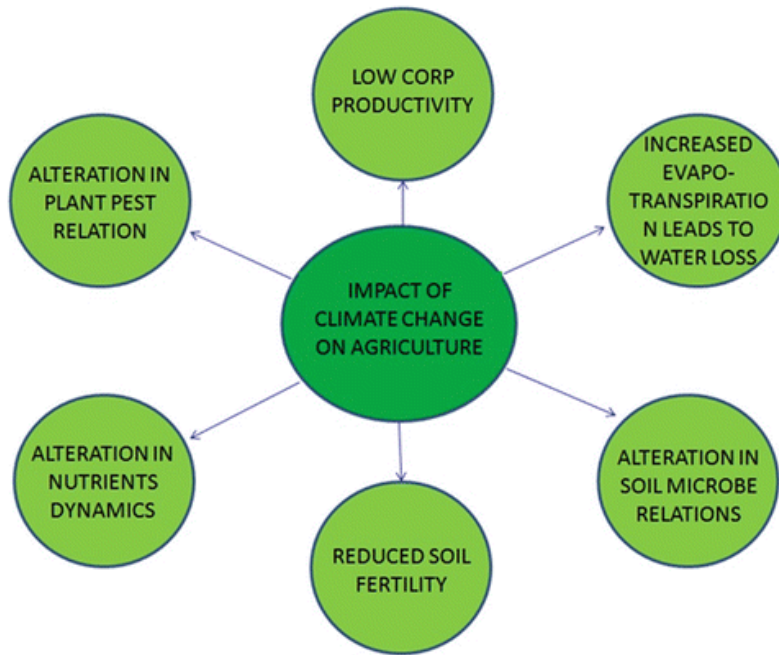 LOW CORP
PRODUCTIVITY
INCREASED
EVAPO-
TRANSPIRATIO
N LEADS TO
WATER LOSS
ALTERATION IN
PLANT PEST
RELATION
IMPACT OF
CLIMATE CHANGE
ON AGRICULTURE
ALTERATION IN
NUTRIENTS
DYNAMICS
ALTERATION IN
SOIL MICROBE
RELATIONS
REDUCED SOIL
FERTILITY